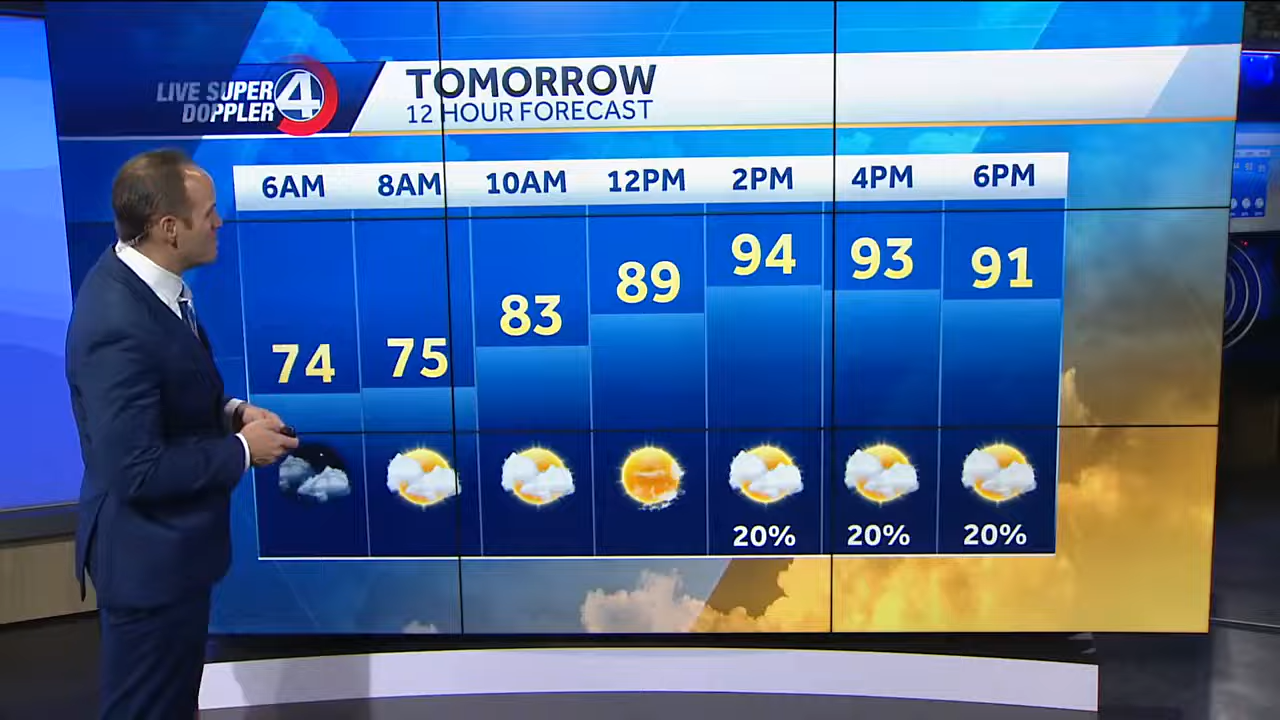 LIVE SUPER
DOPPLER 4
TOMORROW
12 HOUR FORECAST
6AM 8AM 10AM 12PM 2PM 4PM 6PM
74 75 83 89 94 93 91
20% 20% 20%